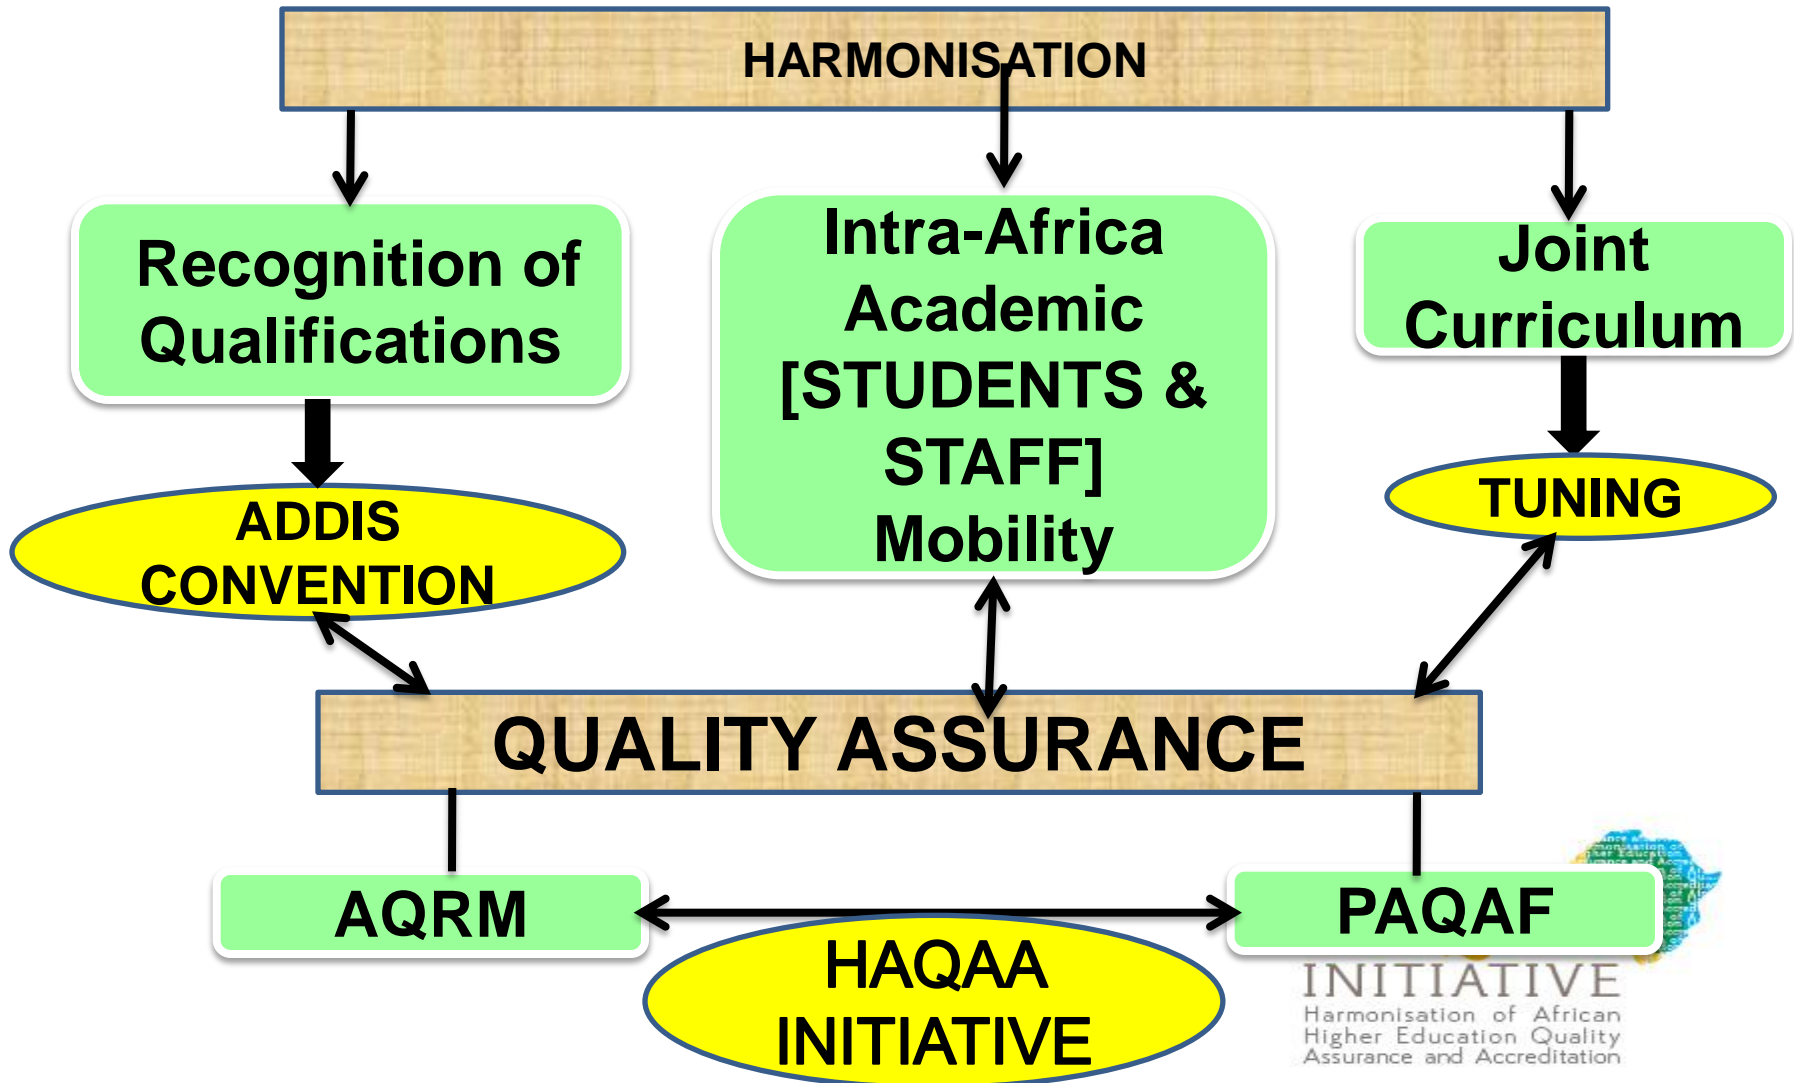 HARMONISATION
Recognition of
Qualifications
Intra-Africa
Academic
[STUDENTS &
STAFF]
Mobility
Joint
Curriculum
ADDIS
CONVENTION
TUNING
QUALITY ASSURANCE
AQRM
PAQAF
HAQAA
INITIATIVE
INITIATIVE
Harmonisation of African
Higher Education Quality
Assurance and Accreditation